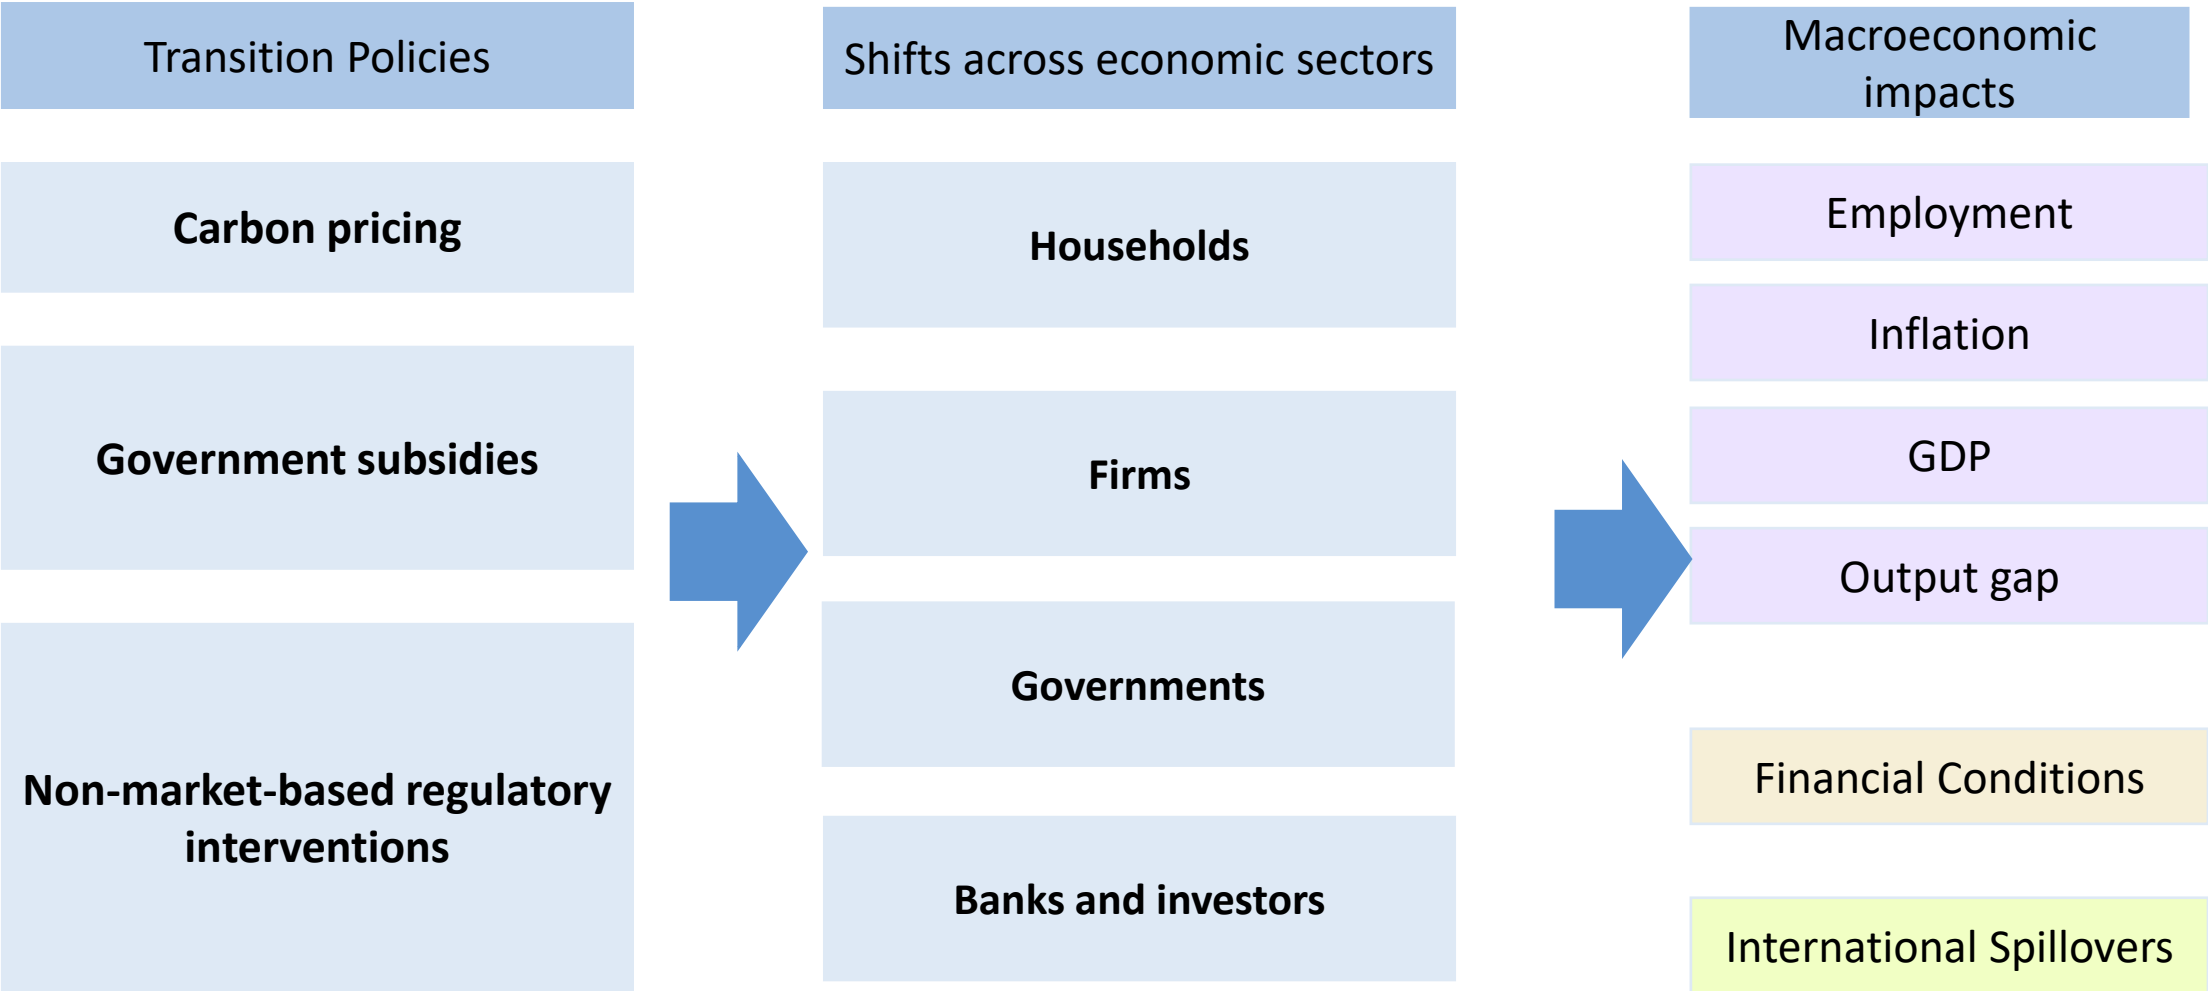 Transition Policies
Carbon pricing
Government subsidies
Non-market-based regulatory
interventions
Shifts across economic sectors
Households
Firms
Governments
Banks and investors
Macroeconomic
impacts
Employment
Inflation
GDP
Output gap
Financial Conditions
International Spillovers